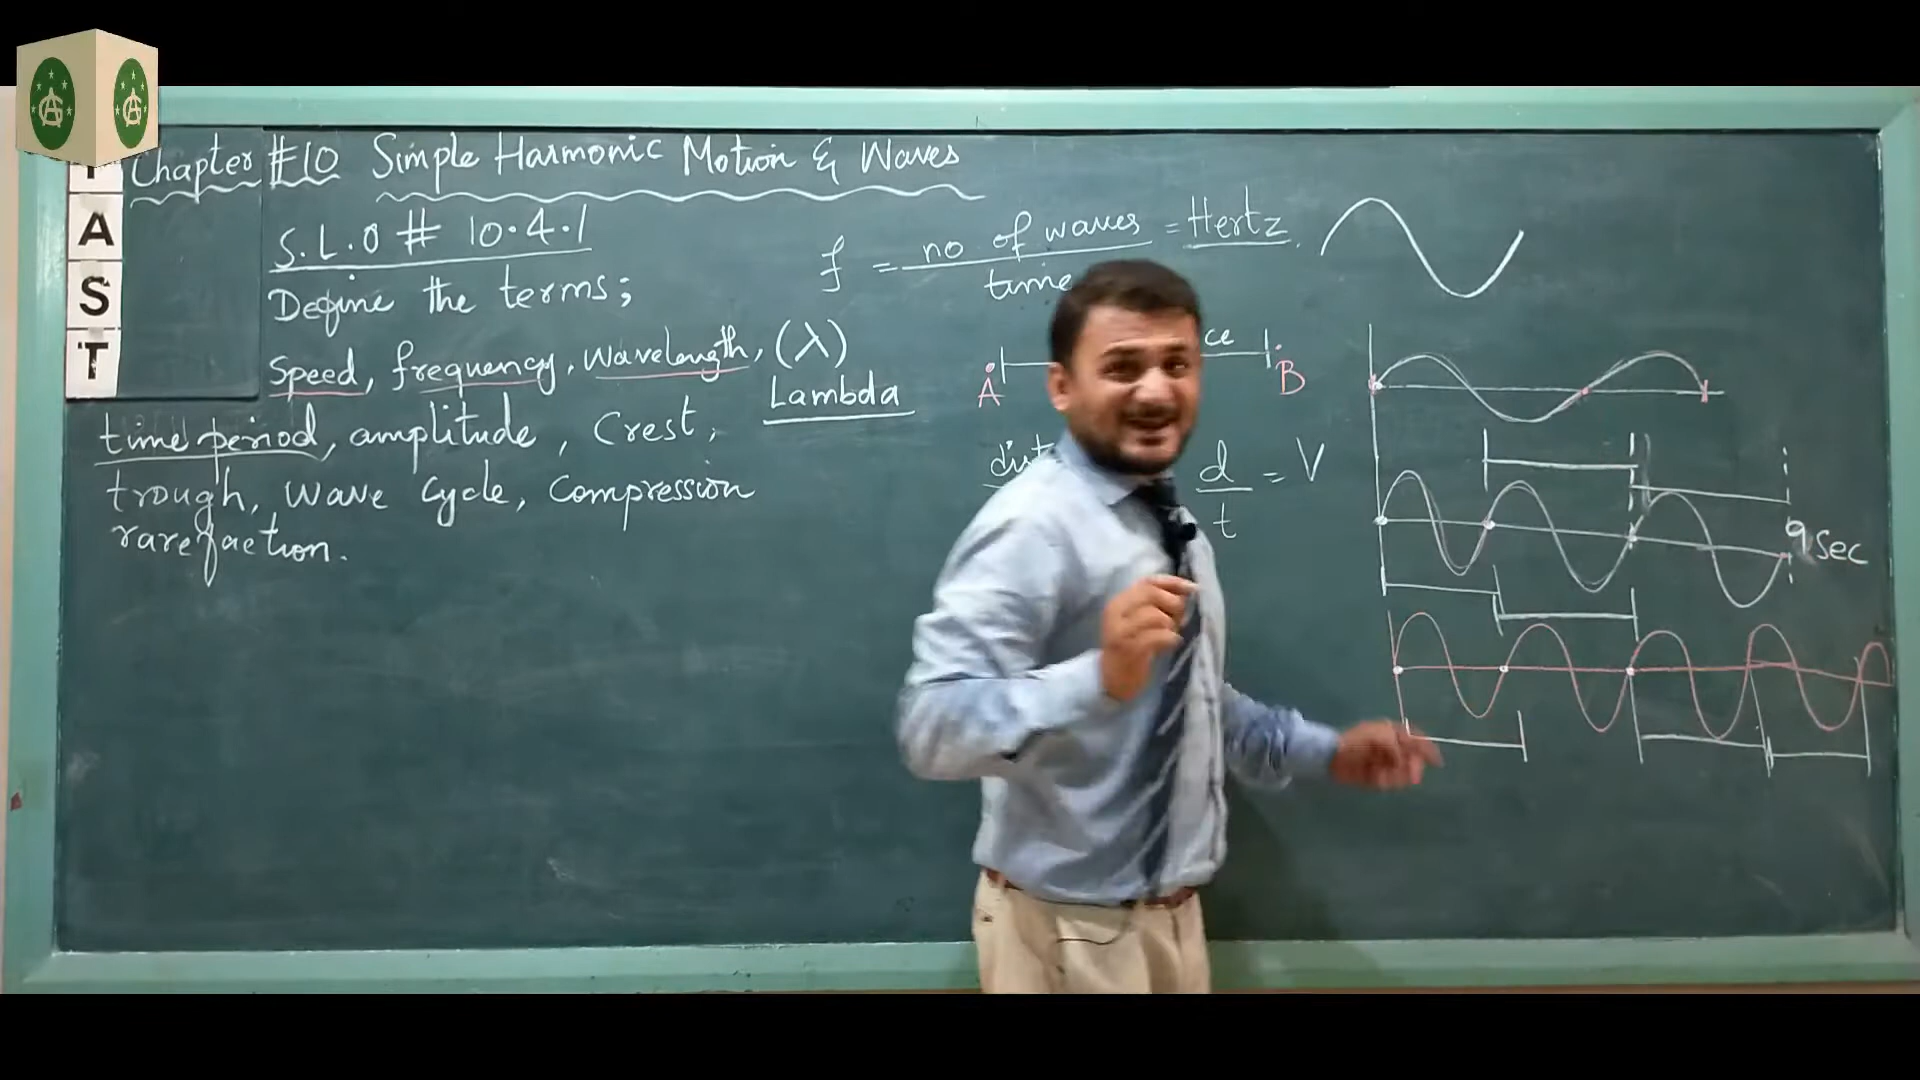 Chapter #10 Simple Harmonic Motion & Waves
S.L.O # 10.4.1
Define the terms;
Speed, frequency, wavelength, (λ)
Lambda
time period, amplitude, Crest,
trough, wave cycle, Compression
rarefaction.
A
S
T
f = no of waves = Hertz.
time
A
ce
B
d = V
t
9 sec